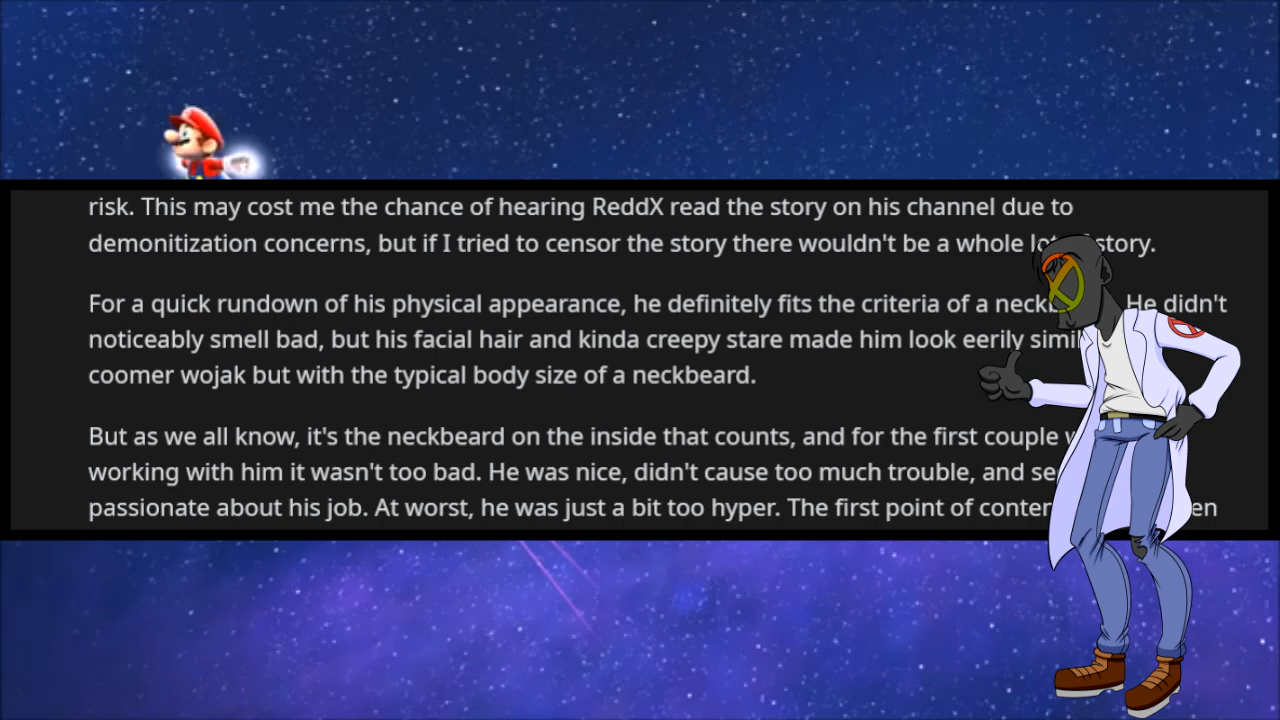 risk. This may cost me the chance of hearing ReddX read the story on his channel due to
demonitization concerns, but if I tried to censor the story there wouldn't be a whole story.
For a quick rundown of his physical appearance, he definitely fits the criteria of a He didn't
noticeably smell bad, but his facial hair and kinda creepy stare made him look eerily
coomer wojak but with the typical body size of a neckbeard.
But as we all know, it's the neckbeard on the inside that counts, and for the first couple
working with him it wasn't too bad. He was nice, didn't cause too much trouble, and
passionate about his job. At worst, he was just a bit too hyper. The first point of